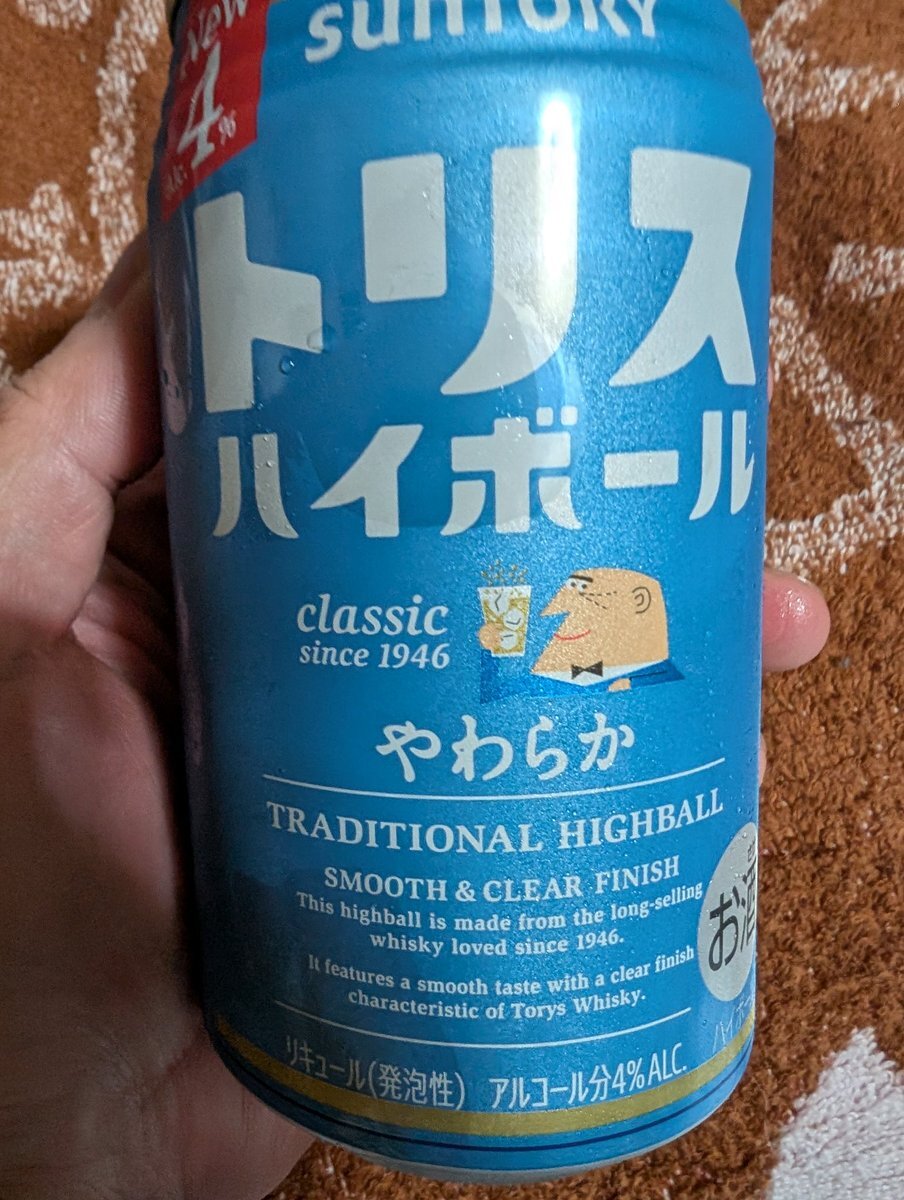 New
Alc. 4%
SUNTORY
トリス
ハイボール
classic
since 1946
やわらか
TRADITIONAL HIGHBALL
SMOOTH & CLEAR FINISH
This highball is made from the long-selling
whisky loved since 1946.
It features a smooth taste with a clear finish
characteristic of Torys Whisky.
お酒
リキュール(発泡性) アルコール分4%ALC.